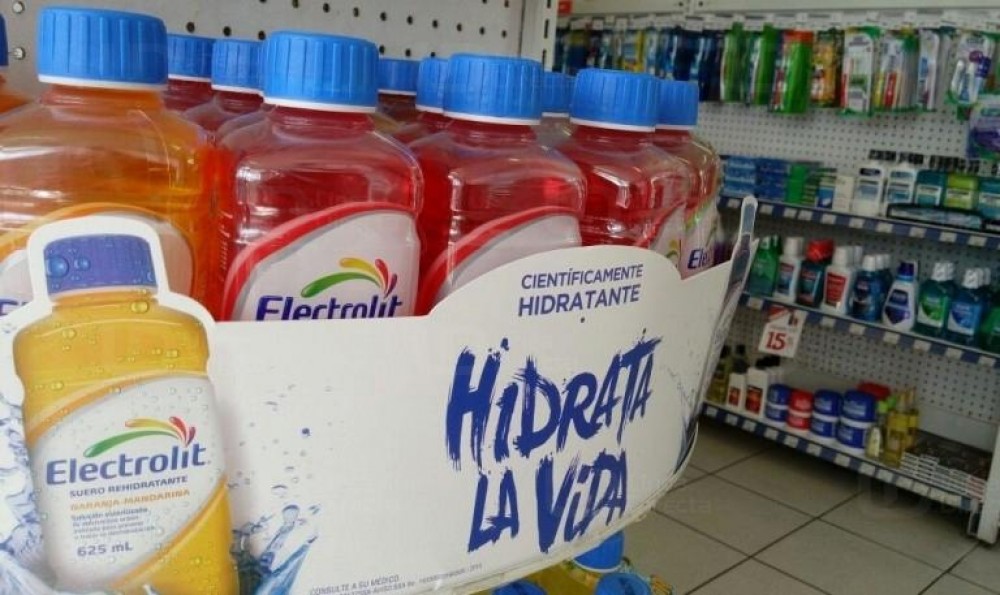 Electrolit
Electrolit
CIENTÍFICAMENTE
HIDRATANTE
HIDRATA
LA VIDA
Electrolit
SUERO REHIDRATANTE
NARANJA-MANDARINA
625 mL
CONSULTE A SU MÉDICO.
15